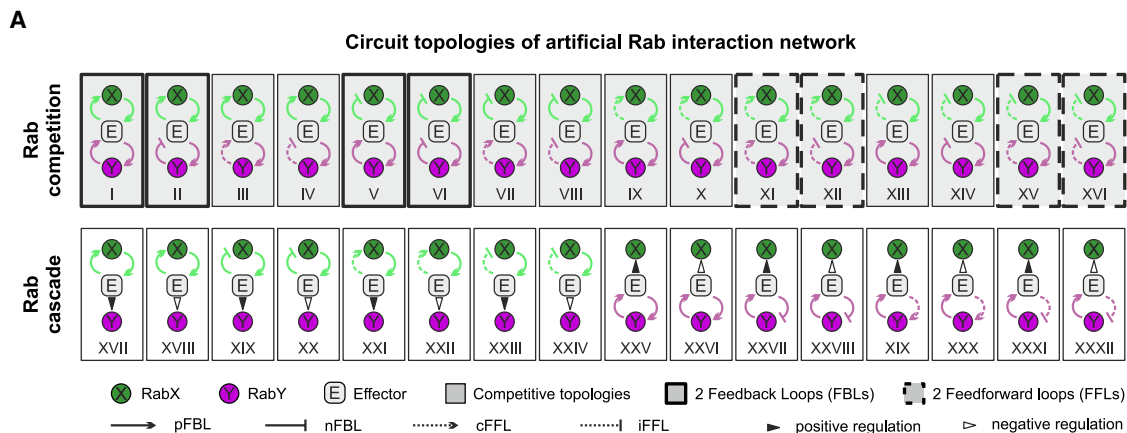 A
Circuit topologies of artificial Rab interaction network
Rab competition
X X X X X X X X X X X X X X X X
E E E E E E E E E E E E E E E E
Y Y Y Y Y Y Y Y Y Y Y Y Y Y Y Y
I II III IV V VI VII VIII IX X XI XII XIII XIV XV XVI
Rab cascade
X X X X X X X X X X X X X X X X
E E E E E E E E E E E E E E E E
Y Y Y Y Y Y Y Y Y Y Y Y Y Y Y Y
XVII XVIII XIX XX XXI XXII XXIII XXIV XXV XXVI XXVII XXVIII XIX XXX XXXI XXXII
X RabX Y RabY E Effector Competitive topologies 2 Feedback Loops (FBLs) 2 Feedforward loops (FFLs)
pFBL nFBL cFFL iFFL positive regulation negative regulation